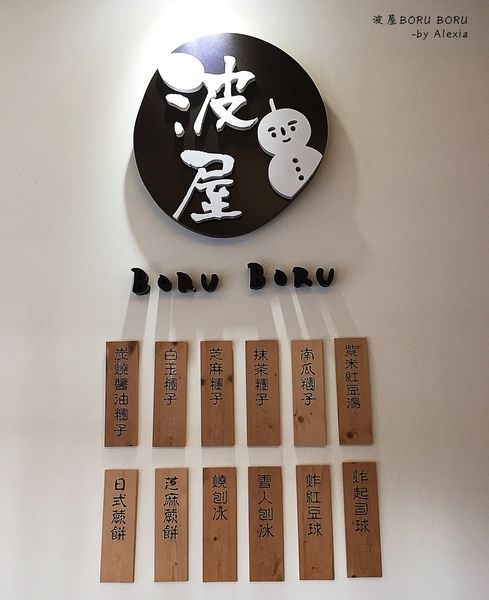 波屋BORU BORU
-by Alexia
波屋
BORU BORU
炭燒醬油糰子
白玉糰子
芝麻糰子
抹茶糰子
南瓜糰子
紫米紅豆湯
日式蕨餅
芝麻蕨餅
燒刨冰
雪人刨冰
炸紅豆球
炸起司球